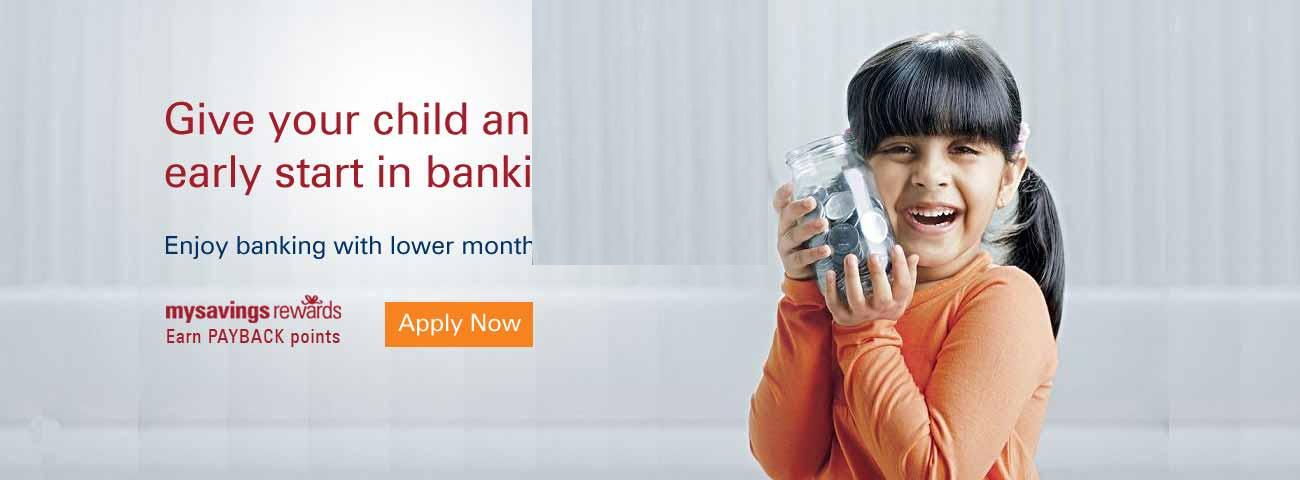 Give your child an
early start in banki
Enjoy banking with lower month
mysavings rewards
Earn PAYBACK points
Apply Now